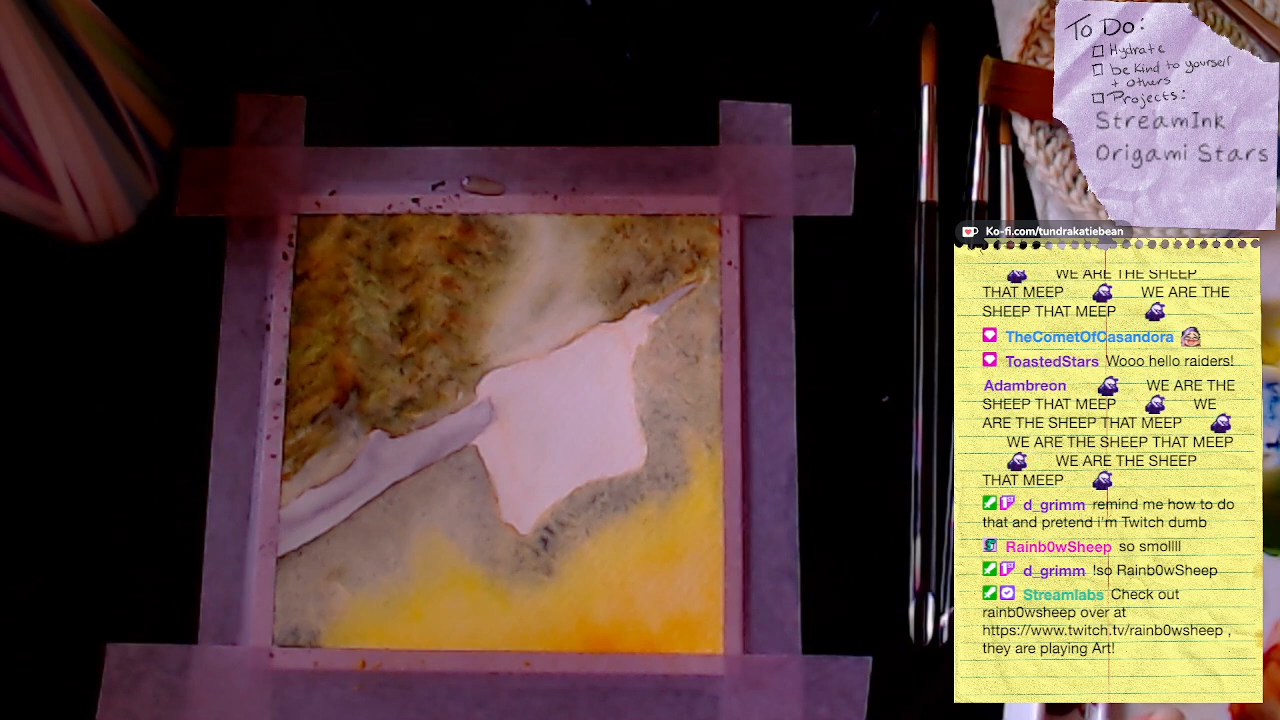 To Do:
Hydrate
be Kind to yourself
+ others
Projects:
StreamInk
Origami Stars
Ko-fi.com/tundrakatiebean
WE ARE THE SHEEP
THAT MEEP WE ARE THE
SHEEP THAT MEEP
TheCometOfCasandora
ToastedStars Wooo hello raiders!
Adambreon WE ARE THE
SHEEP THAT MEEP WE
ARE THE SHEEP THAT MEEP
WE ARE THE SHEEP THAT MEEP
WE ARE THE SHEEP
THAT MEEP
1ST d_grimm remind me how to do
that and pretend i'm Twitch dumb
Rainb0wSheep so smollll
1ST d_grimm !so Rainb0wSheep
Streamlabs Check out
rainb0wsheep over at
https://www.twitch.tv/rainb0wsheep ,
they are playing Art!